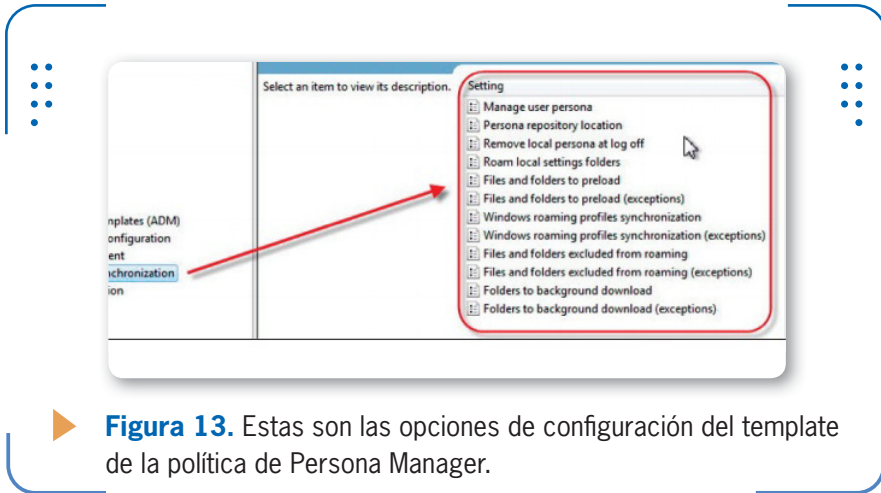 Select an item to view its description.
Setting
Manage user persona
Persona repository location
Remove local persona at log off
Roam local settings folders
Files and folders to preload
Files and folders to preload (exceptions)
Windows roaming profiles synchronization
Windows roaming profiles synchronization (exceptions)
Files and folders excluded from roaming
Files and folders excluded from roaming (exceptions)
Folders to background download
Folders to background download (exceptions)
nplates (ADM)
onfiguration
ent
nchronization
ion
Figura 13. Estas son las opciones de configuración del template
de la política de Persona Manager.